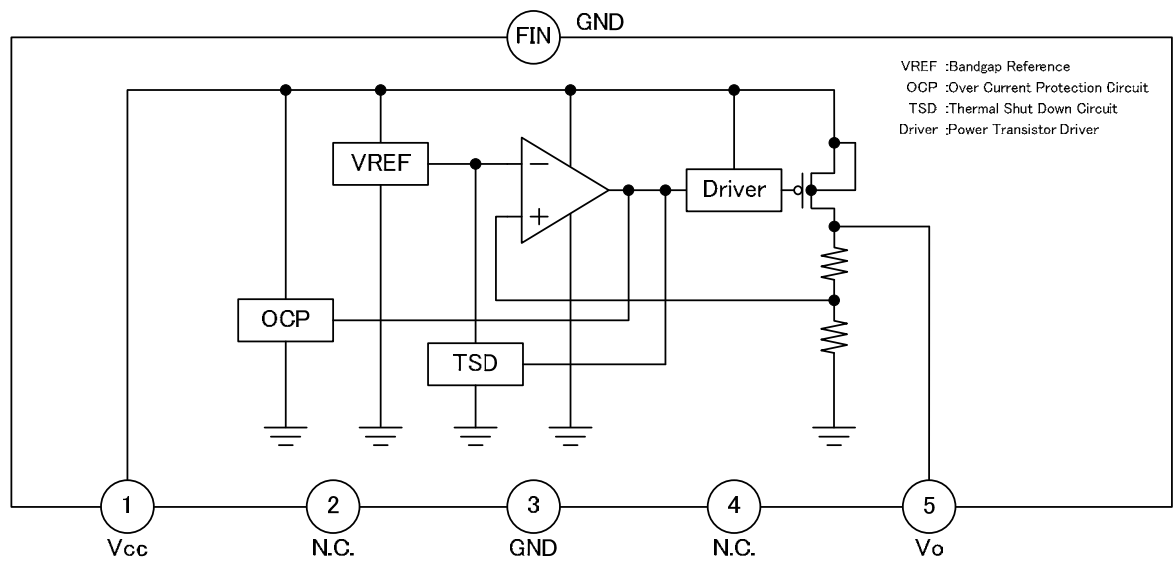 FIN GND
VREF :Bandgap Reference
OCP :Over Current Protection Circuit
TSD :Thermal Shut Down Circuit
Driver :Power Transistor Driver
VREF
−
+
Driver
OCP
TSD
1 2 3 4 5
Vcc N.C. GND N.C. Vo